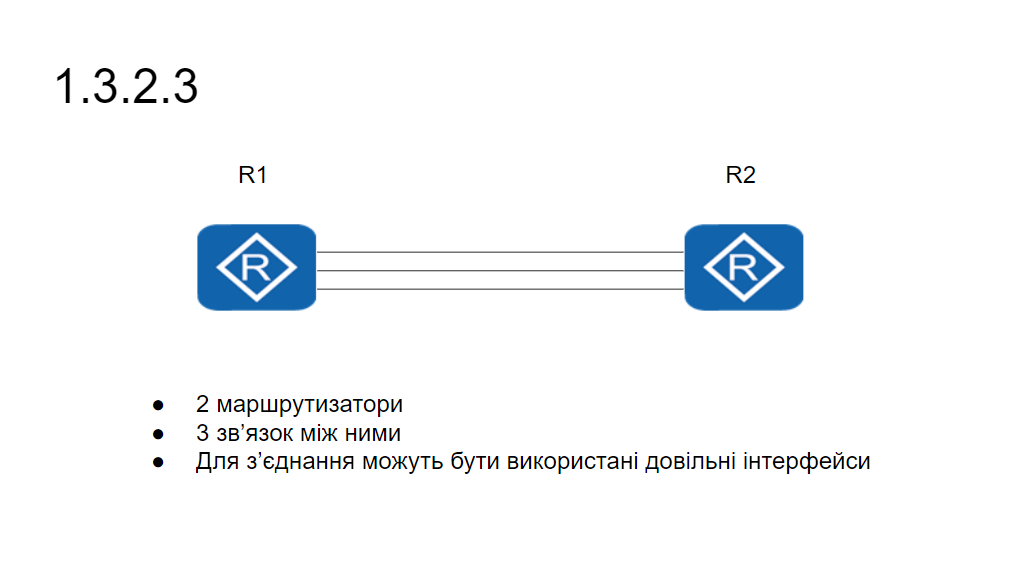 1.3.2.3
R1 R2
R R
● 2 маршрутизатори
● 3 зв’язок між ними
● Для з’єднання можуть бути використані довільні інтерфейси